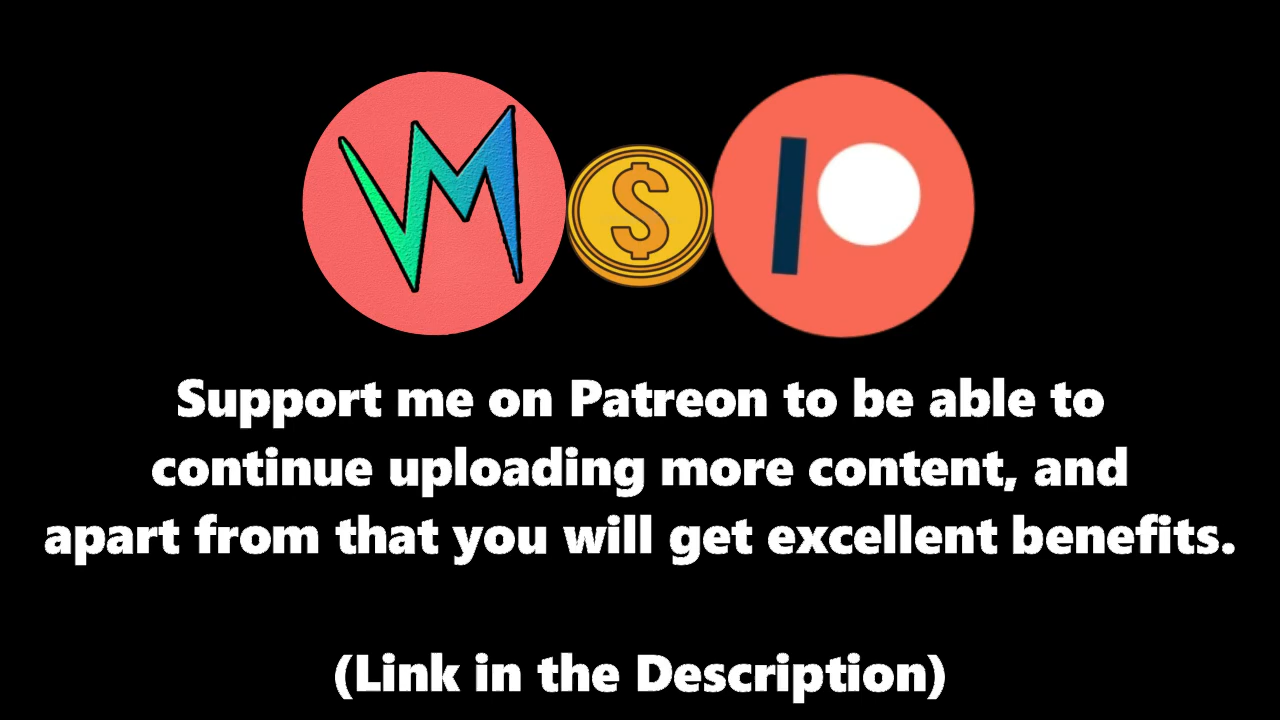 VM
$
Support me on Patreon to be able to
continue uploading more content, and
apart from that you will get excellent benefits.
(Link in the Description)